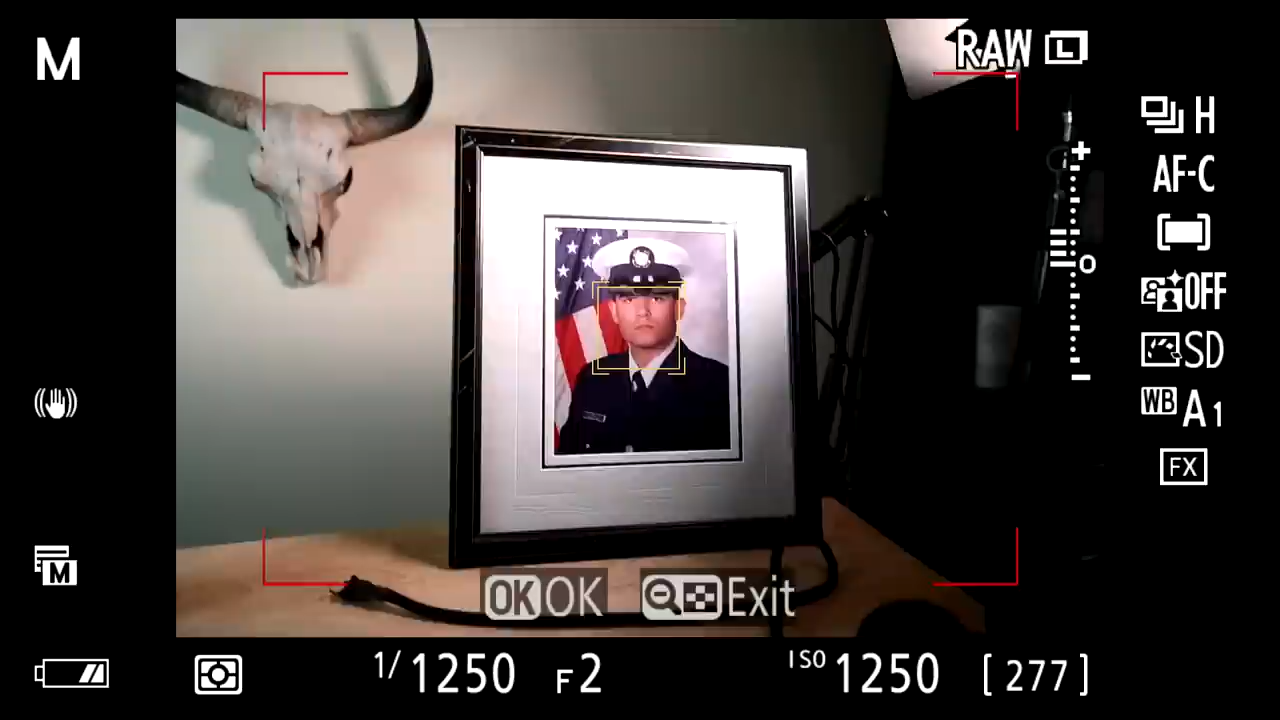 M
RAW L
H
AF-C
OFF
SD
WB A1
FX
M
OK OK Exit
1/1250 F2 ISO 1250 [277]